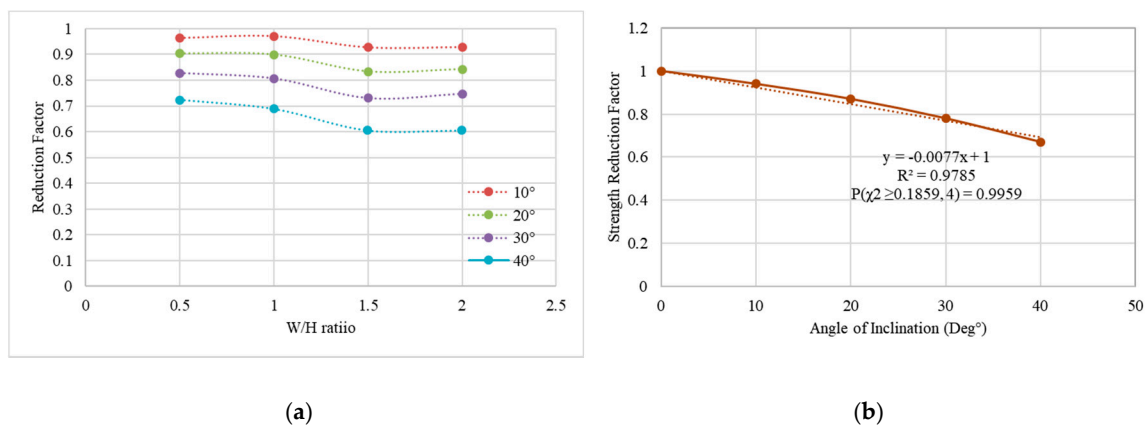 1
0.9
0.8
0.7
0.6
0.5
0.4
0.3
0.2
0.1
0
0 0.5 1 1.5 2 2.5
Reduction Factor
W/H ratiio
10°
20°
30°
40°
(a)
1.2
1
0.8
0.6
0.4
0.2
0
0 10 20 30 40 50
Strength Reduction Factor
Angle of Inclination (Deg°)
y = -0.0077x + 1
R² = 0.9785
P(χ2 ≥0.1859, 4) = 0.9959
(b)